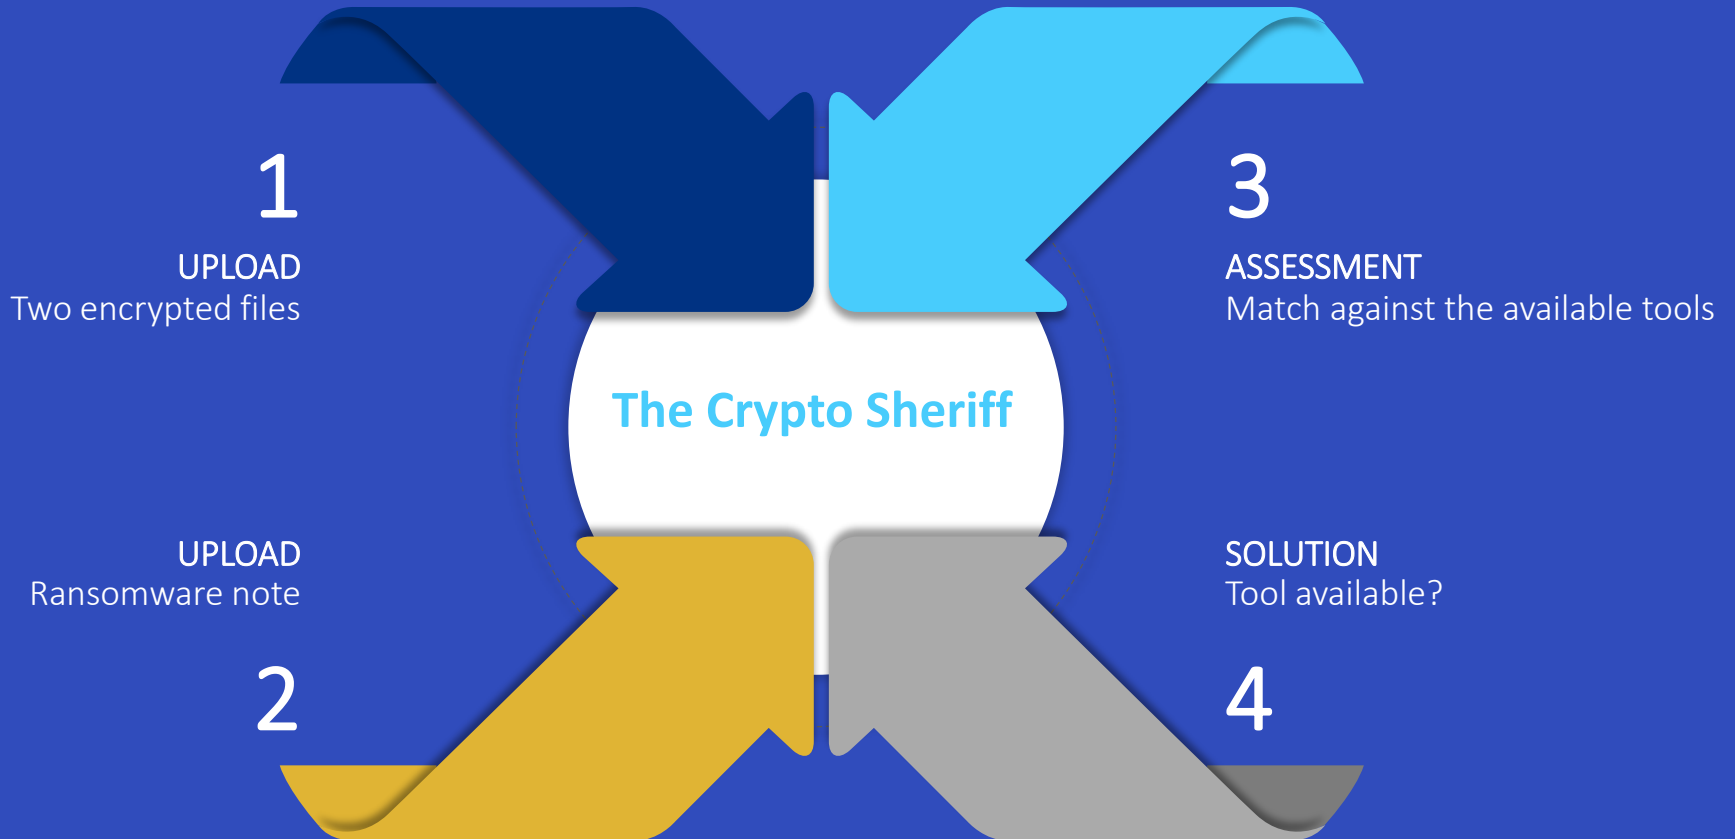 1
UPLOAD
Two encrypted files
UPLOAD
Ransomware note
2
The Crypto Sheriff
3
ASSESSMENT
Match against the available tools
SOLUTION
Tool available?
4